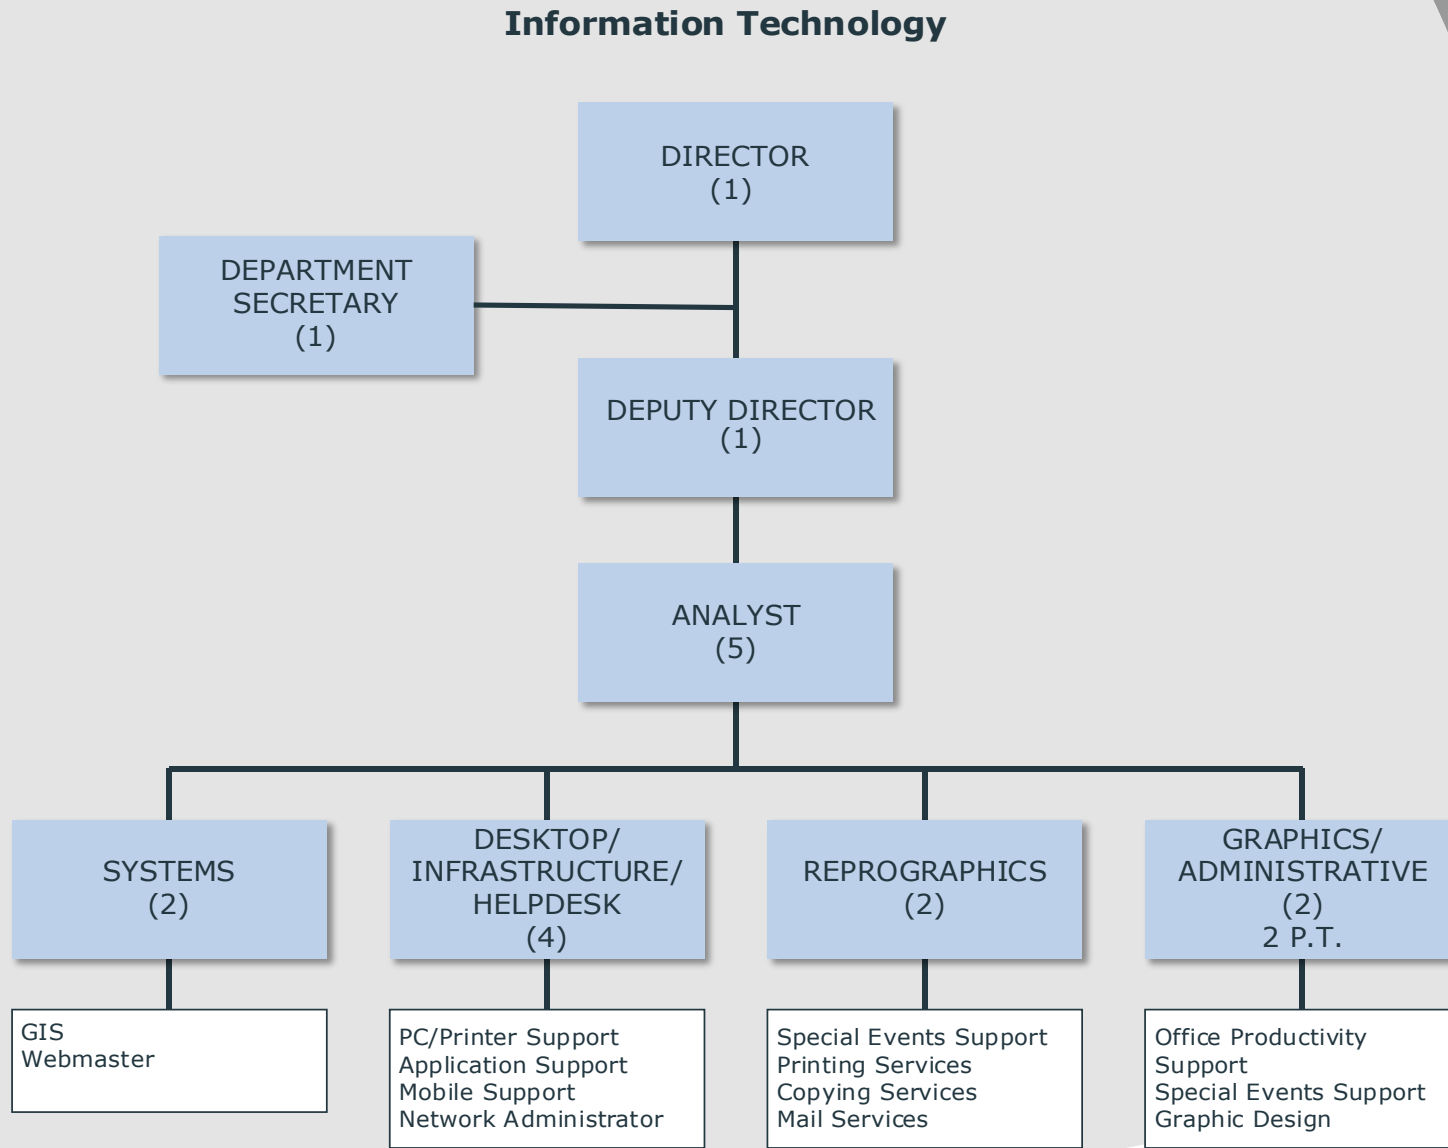 Information Technology
DIRECTOR
(1)
DEPARTMENT
SECRETARY
(1)
DEPUTY DIRECTOR
(1)
ANALYST
(5)
SYSTEMS
(2)
DESKTOP/
INFRASTRUCTURE/
HELPDESK
(4)
REPROGRAPHICS
(2)
GRAPHICS/
ADMINISTRATIVE
(2)
2 P.T.
GIS
Webmaster
PC/Printer Support
Application Support
Mobile Support
Network Administrator
Special Events Support
Printing Services
Copying Services
Mail Services
Office Productivity
Support
Special Events Support
Graphic Design